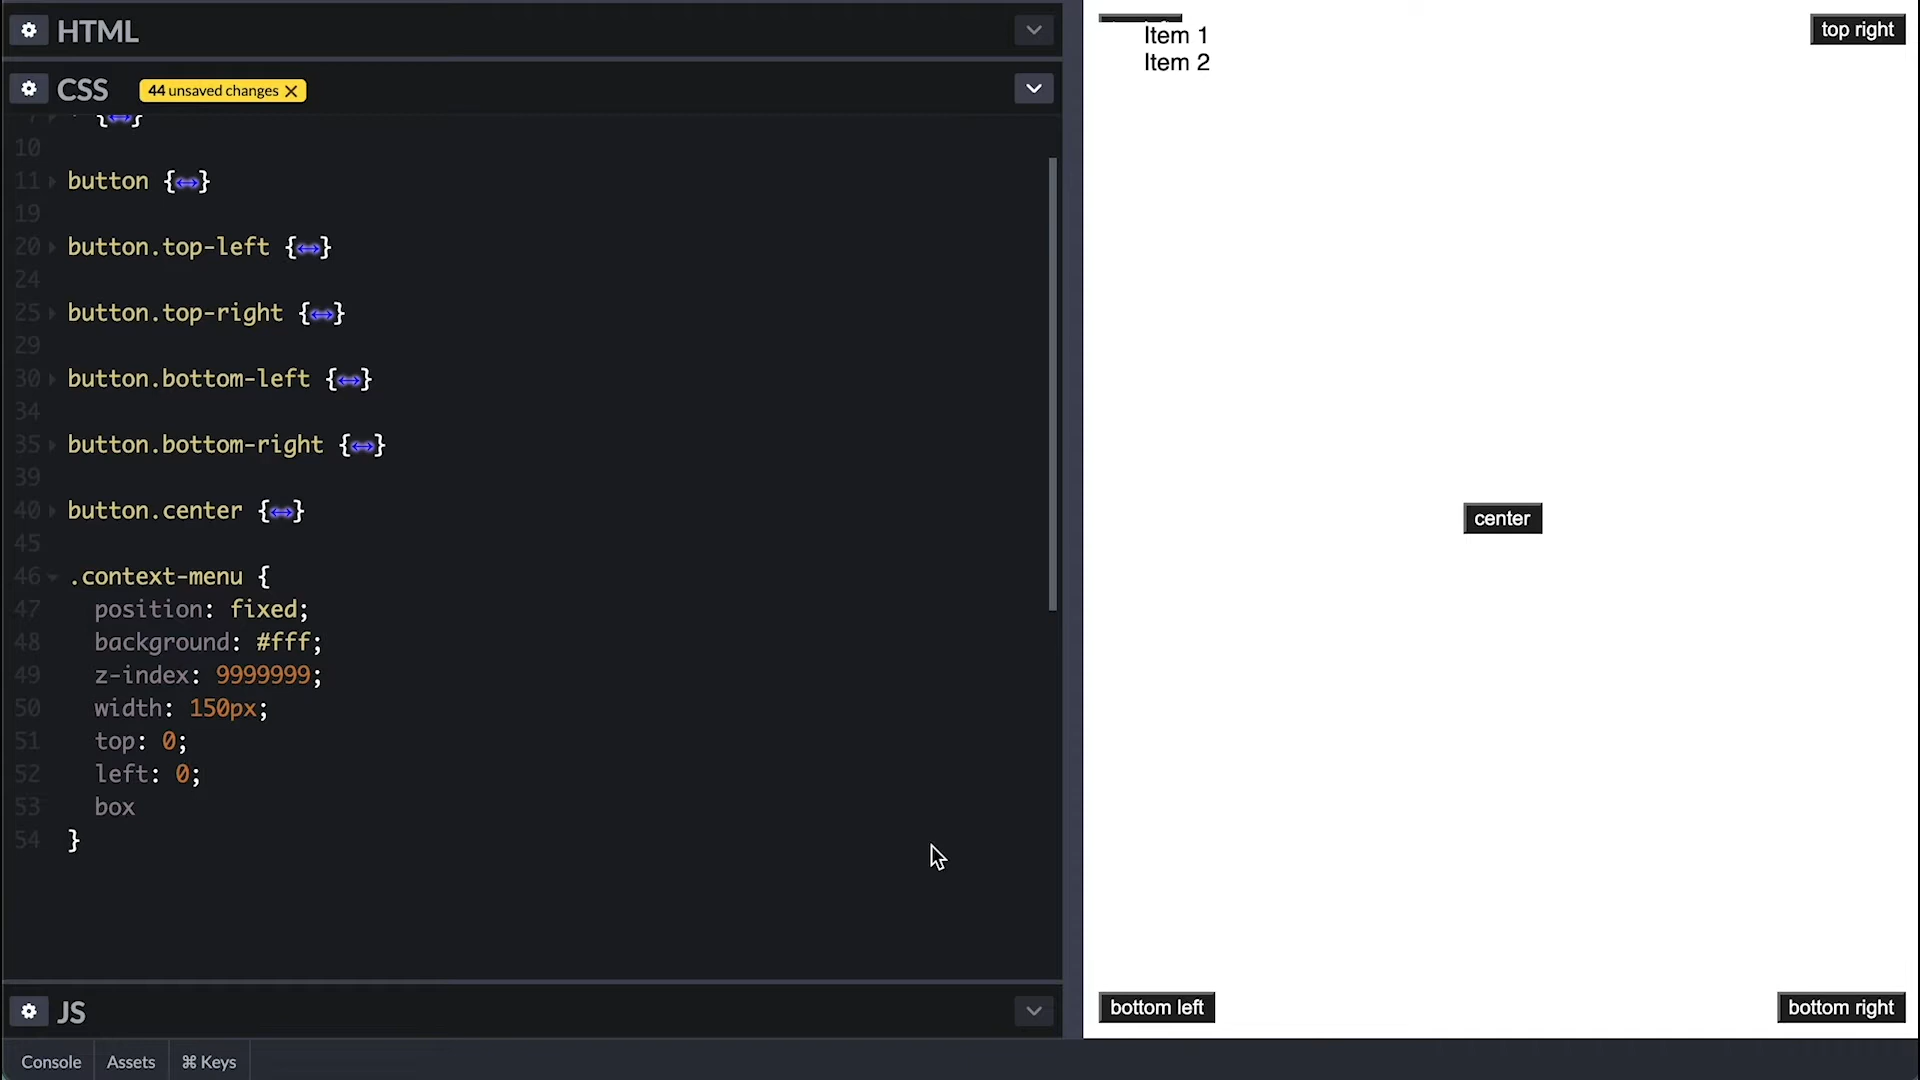 HTML
CSS 44 unsaved changes
{↔}
10
11 button {↔}
19
20 button.top-left {↔}
24
25 button.top-right {↔}
29
30 button.bottom-left {↔}
34
35 button.bottom-right {↔}
39
40 button.center {↔}
45
46 .context-menu {
47 position: fixed;
48 background: #fff;
49 z-index: 9999999;
50 width: 150px;
51 top: 0;
52 left: 0;
53 box
54 }
JS
Console Assets ⌘ Keys
Item 1
Item 2
top right
center
bottom left
bottom right